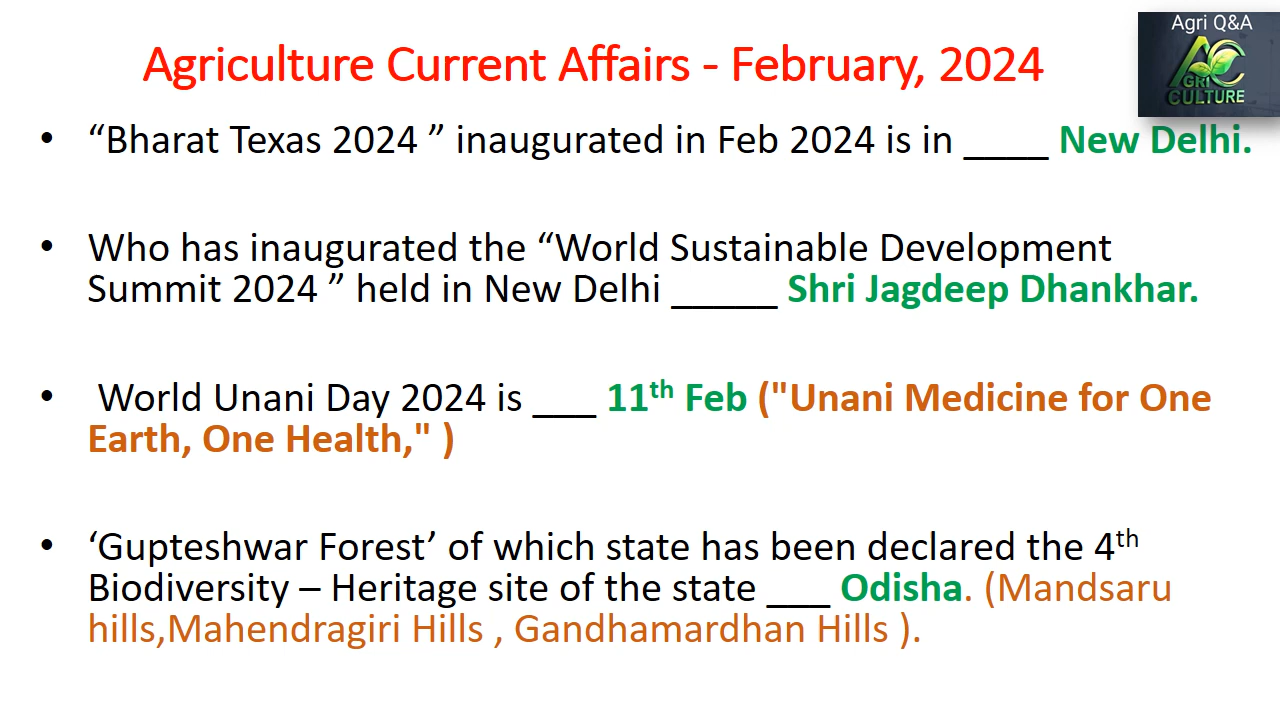 Agri Q&A
AGRI
CULTURE
Agriculture Current Affairs - February, 2024
• “Bharat Texas 2024 ” inaugurated in Feb 2024 is in ____ New Delhi.
• Who has inaugurated the “World Sustainable Development
Summit 2024 ” held in New Delhi _____ Shri Jagdeep Dhankhar.
• World Unani Day 2024 is ___ 11th Feb ("Unani Medicine for One
Earth, One Health," )
• ‘Gupteshwar Forest’ of which state has been declared the 4th
Biodiversity – Heritage site of the state ___ Odisha. (Mandsaru
hills,Mahendragiri Hills , Gandhamardhan Hills ).